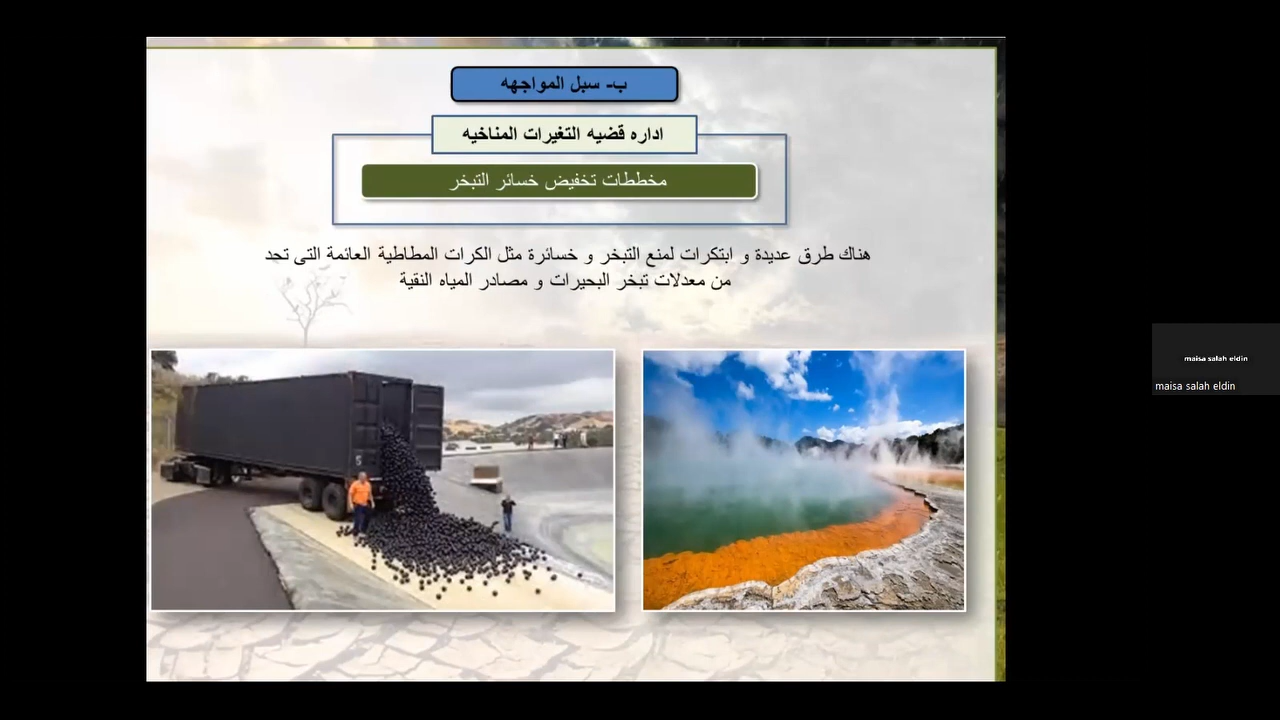 ب- سبل المواجهه
اداره قضيه التغيرات المناخيه
مخططات تخفيض خسائر التبخر
هناك طرق عديدة و ابتكرات لمنع التبخر و خسائرة مثل الكرات المطاطية العائمة التى تحد
من معدلات تبخر البحيرات و مصادر المياه النقية
5
maisa salah eldin
maisa salah eldin